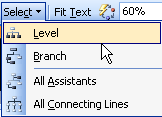 Select Fit Text 60%
Level
Branch
All Assistants
All Connecting Lines